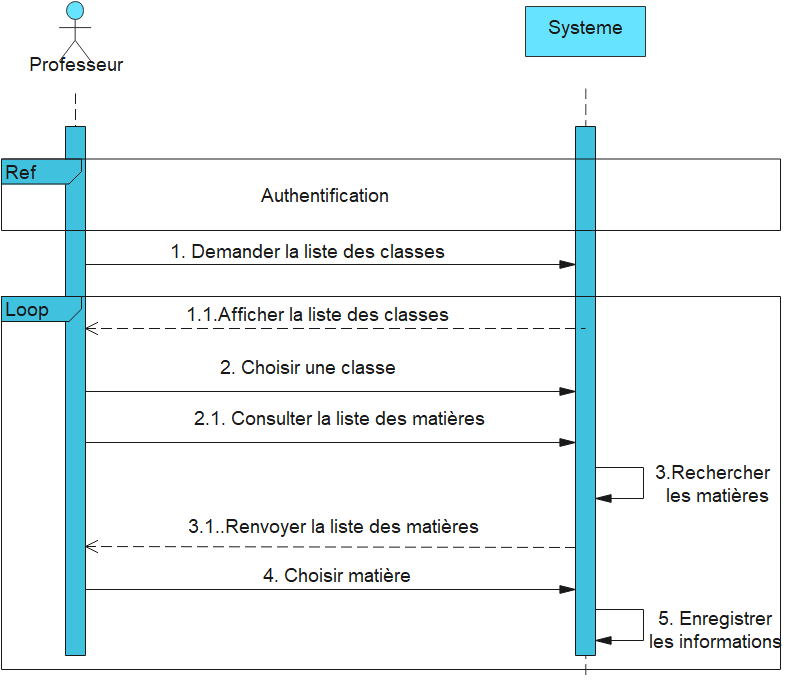 Professeur
Systeme
Ref
Authentification
1. Demander la liste des classes
Loop
1.1.Afficher la liste des classes
2. Choisir une classe
2.1. Consulter la liste des matières
3.Rechercher
les matières
3.1..Renvoyer la liste des matières
4. Choisir matière
5. Enregistrer
les informations